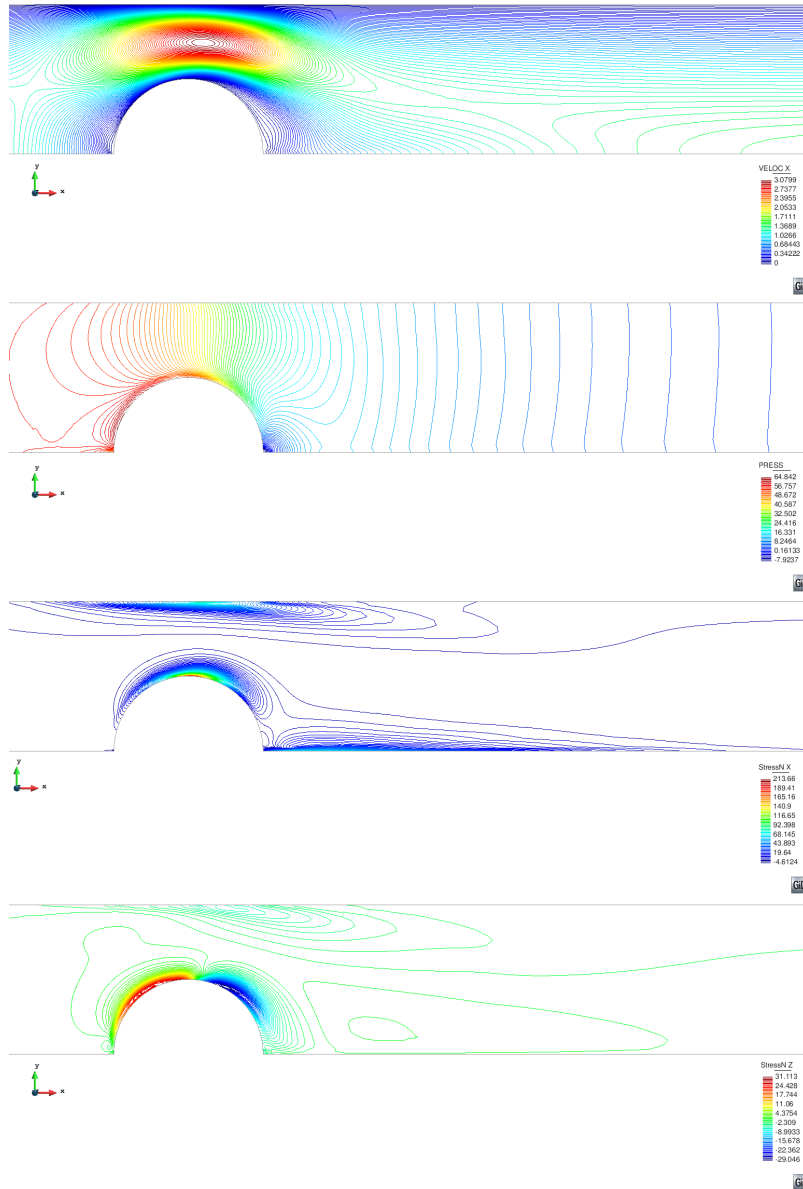 y
x
VELOC X
3.0799
2.7377
2.3955
2.0533
1.7111
1.3689
1.0266
0.68443
0.34222
0
Gi
y
x
PRESS
64.842
56.757
48.672
40.587
32.502
24.416
16.331
8.2464
0.16133
-7.9237
Gi
y
x
StressN X
213.66
189.41
165.16
140.9
116.65
92.398
68.145
43.893
19.64
-4.6124
GiD
y
x
StressN Z
31.113
24.428
17.744
11.06
4.3754
-2.309
-8.9933
-15.678
-22.362
-29.046
Gi